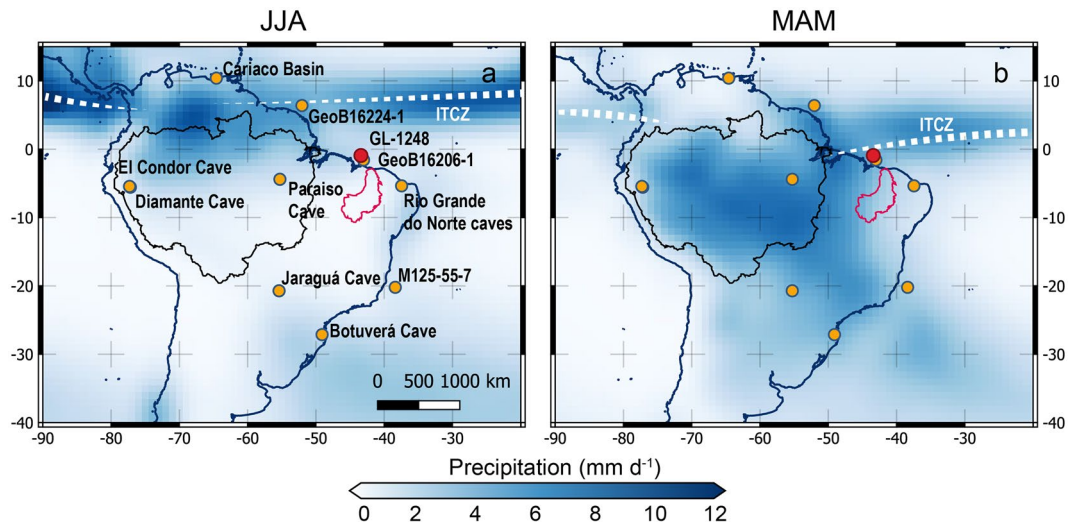 JJA
MAM
a
b
10
0
-10
-20
-30
-40
10
0
-10
-20
-30
-40
Cariaco Basin
ITCZ
GeoB16224-1
GL-1248
GeoB16206-1
El Condor Cave
Diamante Cave
Paraiso
Cave
Rio Grande
do Norte caves
Jaraguá Cave
M125-55-7
Botuverá Cave
0 500 1000 km
ITCZ
-90 -80 -70 -60 -50 -40 -30
-90 -80 -70 -60 -50 -40 -30
Precipitation (mm d⁻¹)
0 2 4 6 8 10 12